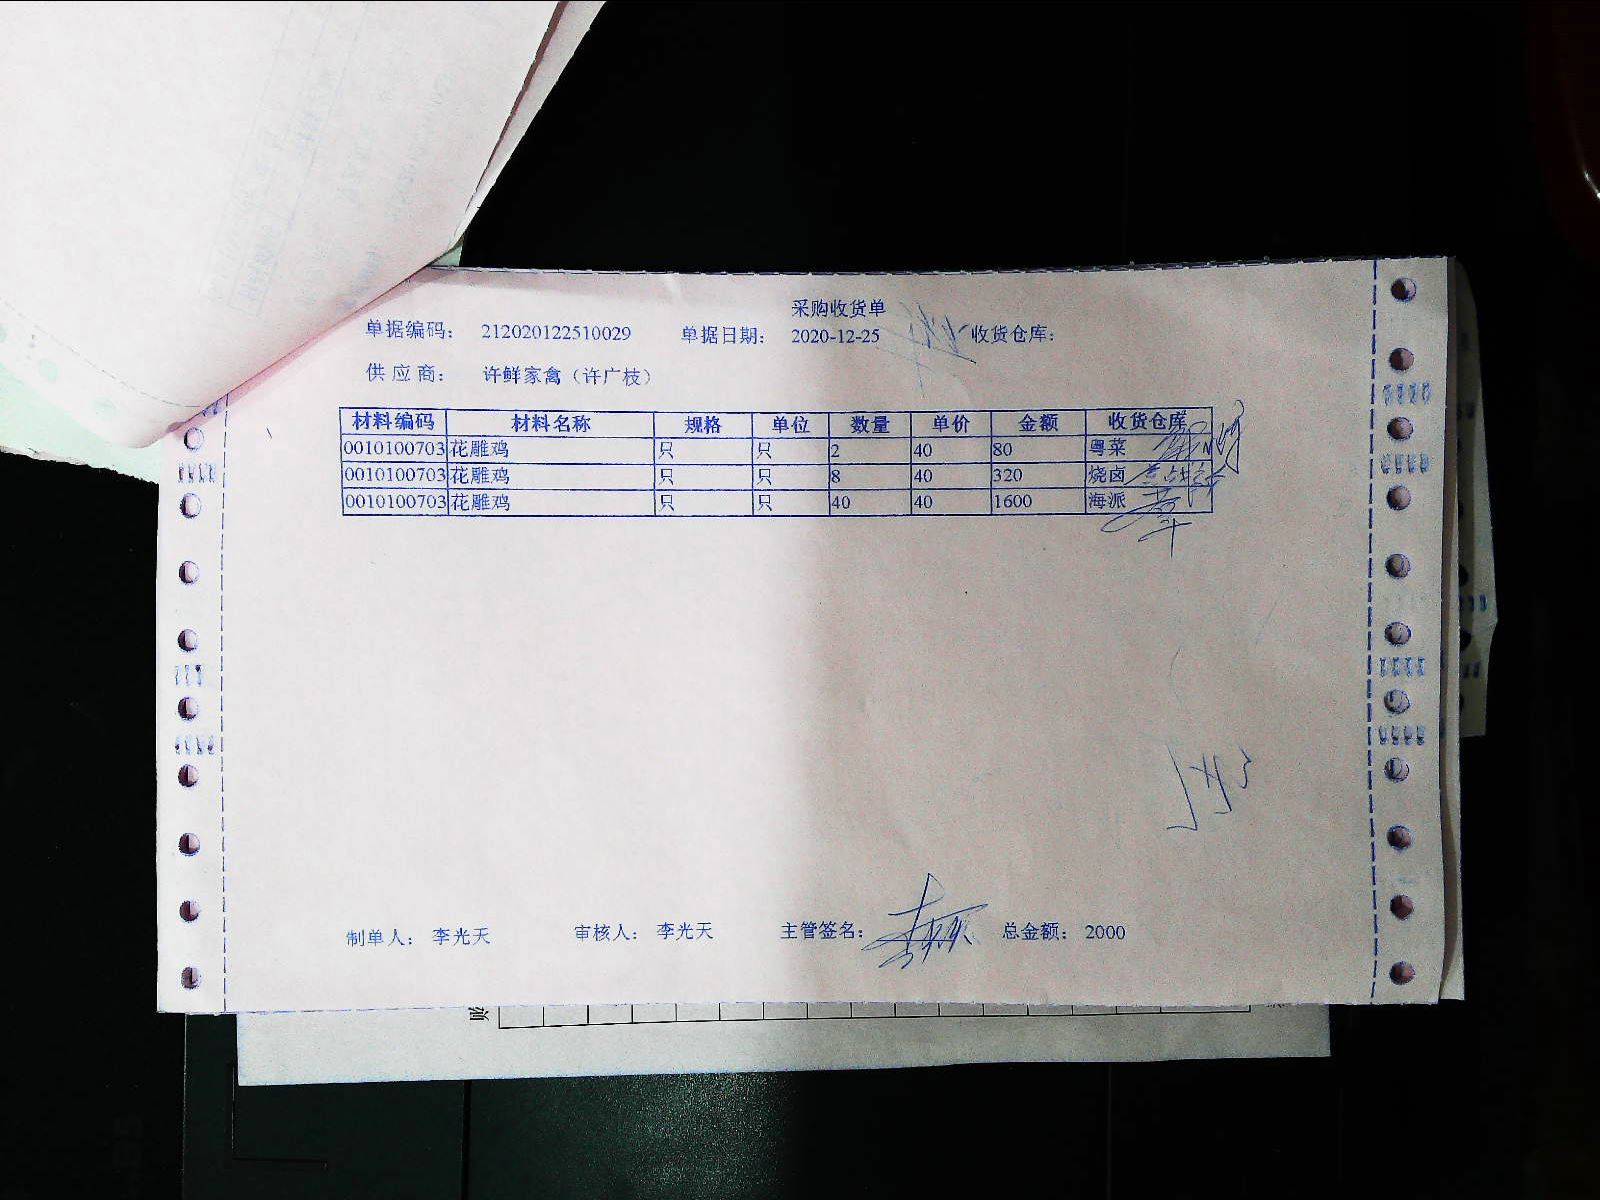 采购收货单
单据编码： 212020122510029 单据日期： 2020-12-25 收货仓库：
供 应 商： 许鲜家禽（许广枝）
材料编码 材料名称 规格 单位 数量 单价 金额 收货仓库
0010100703 花雕鸡 只 只 2 40 80 粤菜
0010100703 花雕鸡 只 只 8 40 320 烧卤
0010100703 花雕鸡 只 只 40 40 1600 海派
制单人： 李光天 审核人： 李光天 主管签名： 总金额： 2000